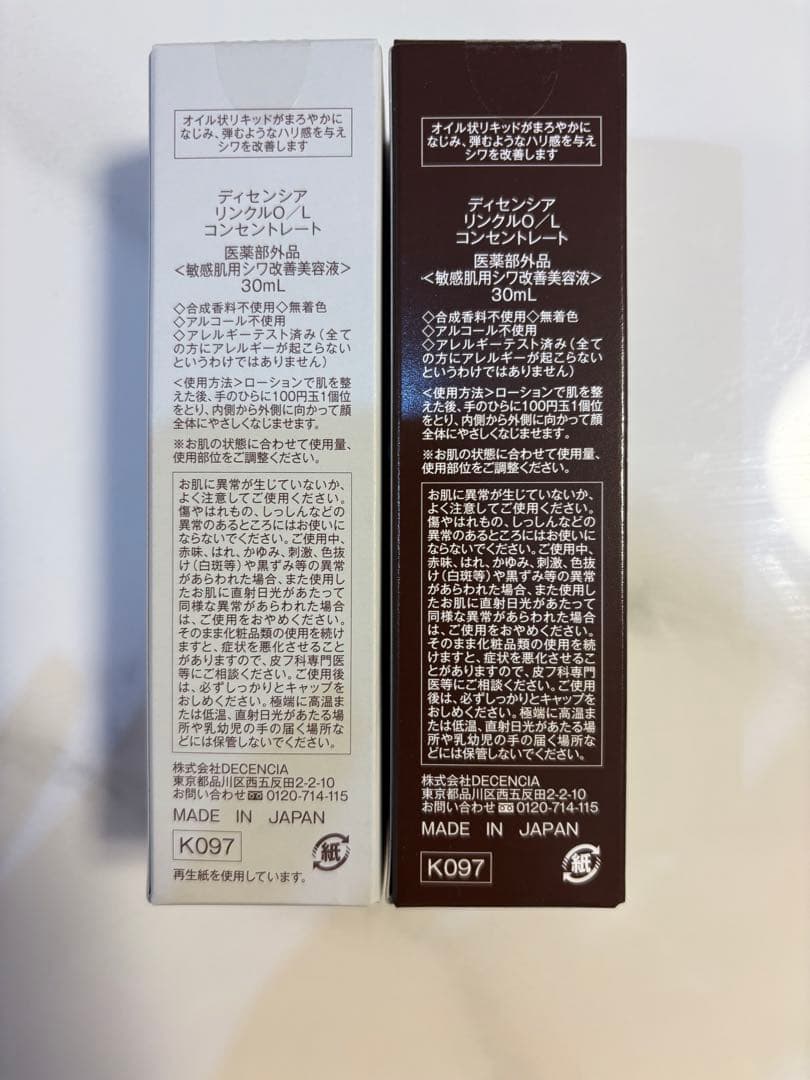 オイル状リキッドがまろやかに
なじみ、弾むようなハリ感を与え
シワを改善します
ディセンシア
リンクルO／L
コンセントレート
医薬部外品
＜敏感肌用シワ改善美容液＞
30mL
◇合成香料不使用◇無着色
◇アルコール不使用
◇アレルギーテスト済み（全て
の方にアレルギーが起こらない
というわけではありません）
＜使用方法＞ローションで肌を整
えた後、手のひらに100円玉1個位
をとり、内側から外側に向かって顔
全体にやさしくなじませます。
※お肌の状態に合わせて使用量、
使用部位をご調整ください。
お肌に異常が生じていないか、
よく注意してご使用ください。
傷やはれもの、しっしんなどの
異常のあるところにはお使いに
ならないでください。ご使用中、
赤味、はれ、かゆみ、刺激、色抜
け（白斑等）や黒ずみ等の異常
があらわれた場合、また使用し
たお肌に直射日光があたって
同様な異常があらわれた場合
は、ご使用をおやめください。
そのまま化粧品類の使用を続け
ますと、症状を悪化させること
がありますので、皮フ科専門医
等にご相談ください。ご使用後
は、必ずしっかりとキャップを
おしめください。極端に高温ま
たは低温、直射日光があたる場
所や乳幼児の手の届く場所な
どには保管しないでください。
株式会社DECENCIA
東京都品川区西五反田2-2-10
お問い合わせ 0120-714-115
MADE IN JAPAN
K097
紙
再生紙を使用しています。
オイル状リキッドがまろやかに
なじみ、弾むようなハリ感を与え
シワを改善します
ディセンシア
リンクルO／L
コンセントレート
医薬部外品
＜敏感肌用シワ改善美容液＞
30mL
◇合成香料不使用◇無着色
◇アルコール不使用
◇アレルギーテスト済み（全て
の方にアレルギーが起こらない
というわけではありません）
＜使用方法＞ローションで肌を整
えた後、手のひらに100円玉1個位
をとり、内側から外側に向かって顔
全体にやさしくなじませます。
※お肌の状態に合わせて使用量、
使用部位をご調整ください。
お肌に異常が生じていないか、
よく注意してご使用ください。
傷やはれもの、しっしんなどの
異常のあるところにはお使いに
ならないでください。ご使用中、
赤味、はれ、かゆみ、刺激、色抜
け（白斑等）や黒ずみ等の異常
があらわれた場合、また使用し
たお肌に直射日光があたって
同様な異常があらわれた場合
は、ご使用をおやめください。
そのまま化粧品類の使用を続
けますと、症状を悪化させるこ
とがありますので、皮フ科専門
医等にご相談ください。ご使用
後は、必ずしっかりとキャップを
おしめください。極端に高温ま
たは低温、直射日光があたる場
所や乳幼児の手の届く場所など
には保管しないでください。
株式会社DECENCIA
東京都品川区西五反田2-2-10
お問い合わせ 0120-714-115
MADE IN JAPAN
K097
紙